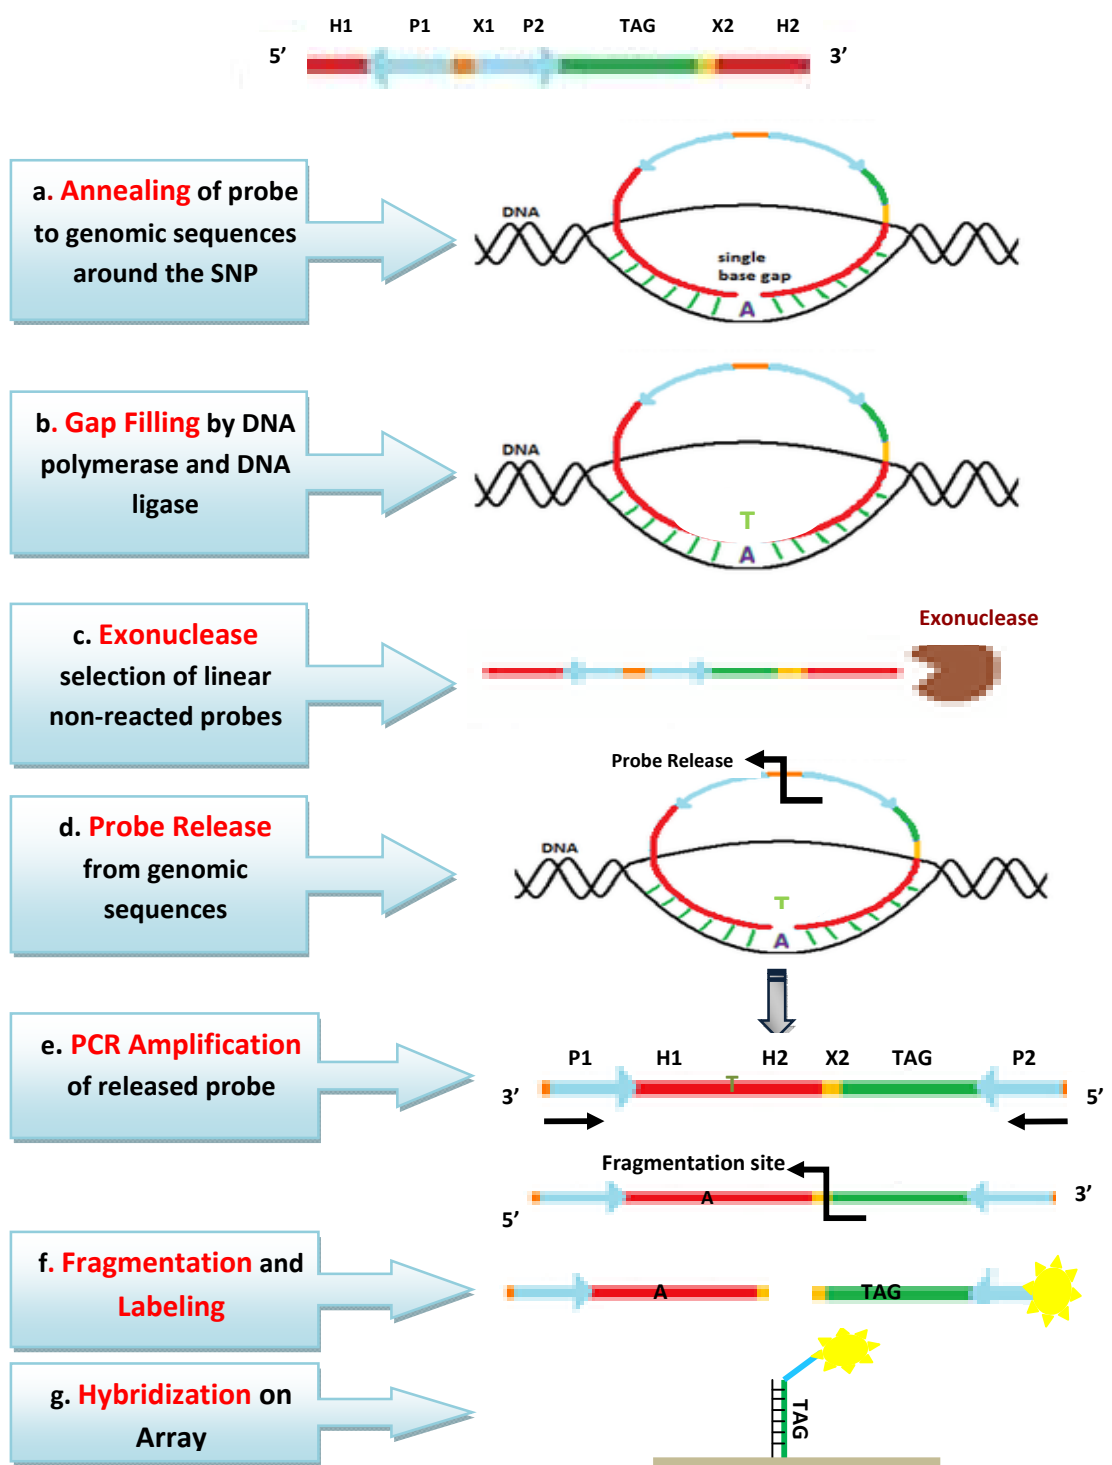 H1 P1 X1 P2 TAG X2 H2
5’ 3’
a. Annealing of probe
to genomic sequences
around the SNP
DNA
single
base gap
A
b. Gap Filling by DNA
polymerase and DNA
ligase
DNA
T
A
c. Exonuclease
selection of linear
non-reacted probes
Exonuclease
d. Probe Release
from genomic
sequences
Probe Release
DNA
T
A
e. PCR Amplification
of released probe
P1 H1 H2 X2 TAG P2
3’ T 5’
Fragmentation site
5’ A 3’
f. Fragmentation and
Labeling
A TAG
g. Hybridization on
Array
TAG